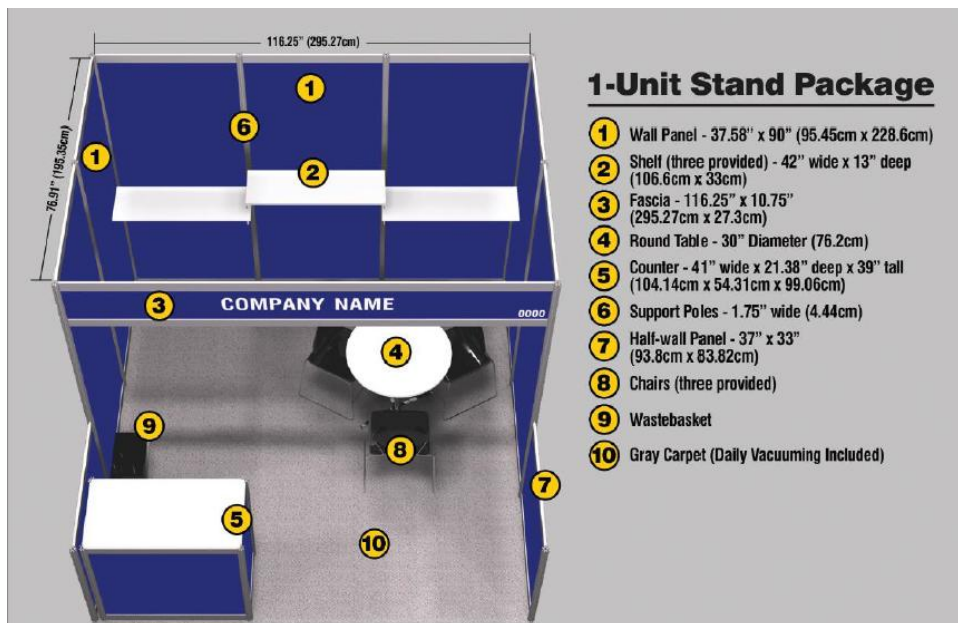 116.25” (295.27cm)
76.91” (195.35cm)
1
1
6
2
3
COMPANY NAME
0000
4
9
8
7
5
10
1-Unit Stand Package
1 Wall Panel - 37.58” x 90” (95.45cm x 228.6cm)
2 Shelf (three provided) - 42” wide x 13” deep
(106.6cm x 33cm)
3 Fascia - 116.25” x 10.75”
(295.27cm x 27.3cm)
4 Round Table - 30” Diameter (76.2cm)
5 Counter - 41” wide x 21.38” deep x 39” tall
(104.14cm x 54.31cm x 99.06cm)
6 Support Poles - 1.75” wide (4.44cm)
7 Half-wall Panel - 37” x 33”
(93.8cm x 83.82cm)
8 Chairs (three provided)
9 Wastebasket
10 Gray Carpet (Daily Vacuuming Included)